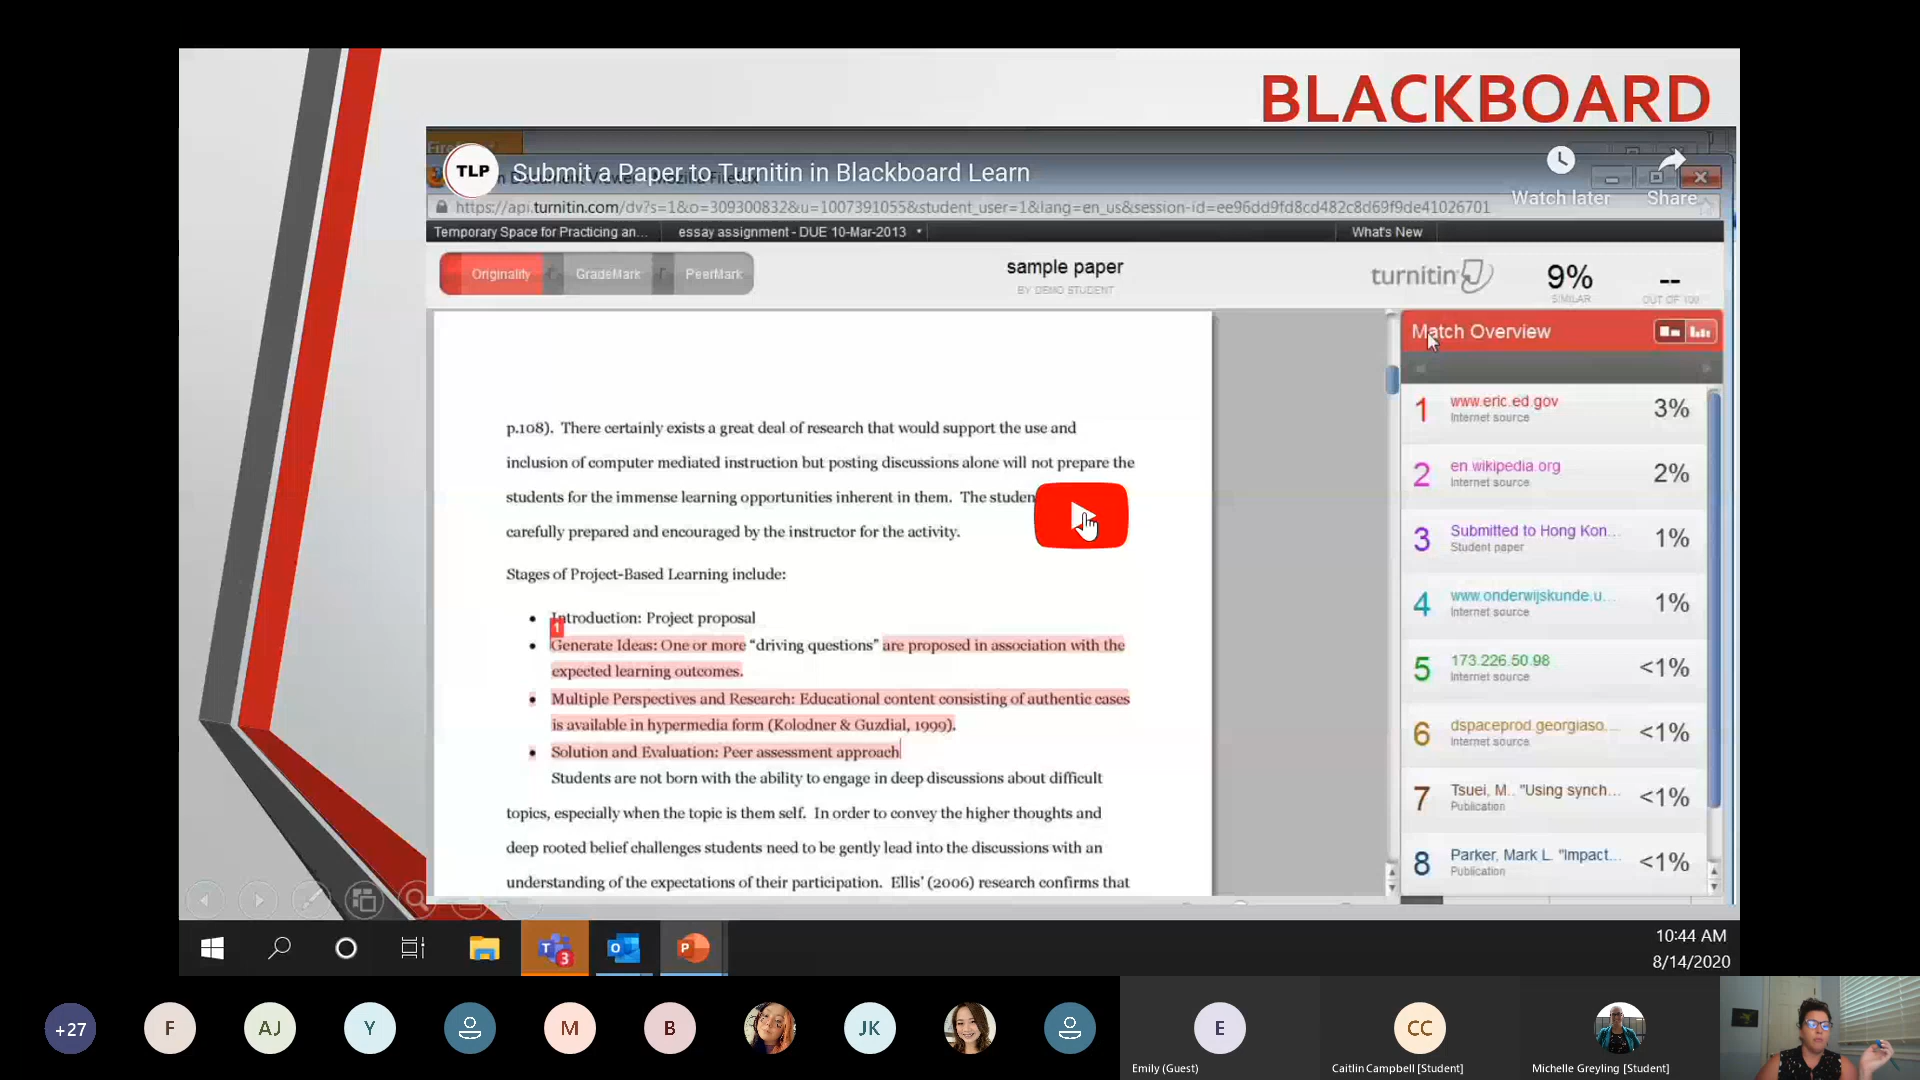 BLACKBOARD
TLP
Submit a Paper to Turnitin in Blackboard Learn
Watch later
Share
https://api.turnitin.com/dv?s=1&o=309300832&u=1007391055&student_user=1&lang=en_us&session-id=ee96dd9fd8cd482c8d69f9de41026701
Temporary Space for Practicing an...
essay assignment - DUE 10-Mar-2013
What's New
Originality
GradeMark
PeerMark
sample paper
BY DEMO STUDENT
turnitin
9%
SIMILAR
--
OUT OF 100
Match Overview
p.108). There certainly exists a great deal of research that would support the use and
inclusion of computer mediated instruction but posting discussions alone will not prepare the
students for the immense learning opportunities inherent in them. The studen
carefully prepared and encouraged by the instructor for the activity.
Stages of Project-Based Learning include:
• Introduction: Project proposal
1
• Generate Ideas: One or more “driving questions” are proposed in association with the
expected learning outcomes.
• Multiple Perspectives and Research: Educational content consisting of authentic cases
is available in hypermedia form (Kolodner & Guzdial, 1999).
• Solution and Evaluation: Peer assessment approach
Students are not born with the ability to engage in deep discussions about difficult
topics, especially when the topic is them self. In order to convey the higher thoughts and
deep rooted belief challenges students need to be gently lead into the discussions with an
understanding of the expectations of their participation. Ellis’ (2006) research confirms that
1 www.eric.ed.gov 3%
Internet source
2 en.wikipedia.org 2%
Internet source
3 Submitted to Hong Kon... 1%
Student paper
4 www.onderwijskunde.u... 1%
Internet source
5 173.226.50.98 <1%
Internet source
6 dspaceprod.georgiaso... <1%
Internet source
7 Tsuei, M.. "Using synch... <1%
Publication
8 Parker, Mark L. "Impact... <1%
Publication
3
10:44 AM
8/14/2020
+27
F
AJ
Y
M
B
JK
E
CC
Emily (Guest)
Caitlin Campbell [Student]
Michelle Greyling [Student]